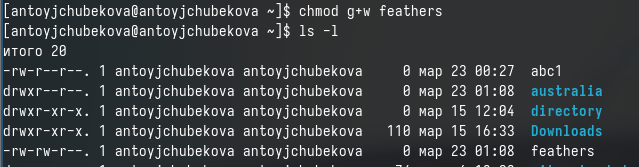 [antoyjchubekova@antoyjchubekova ~]$ chmod g+w feathers
[antoyjchubekova@antoyjchubekova ~]$ ls -l
итого 20
-rw-r--r--. 1 antoyjchubekova antoyjchubekova 0 мар 23 00:27 abc1
drwxr--r--. 1 antoyjchubekova antoyjchubekova 0 мар 23 01:08 australia
drwxr-xr-x. 1 antoyjchubekova antoyjchubekova 0 мар 15 12:04 directory
drwxr-xr-x. 1 antoyjchubekova antoyjchubekova 110 мар 15 16:33 Downloads
-rw-rw-r--. 1 antoyjchubekova antoyjchubekova 0 мар 23 01:08 feathers